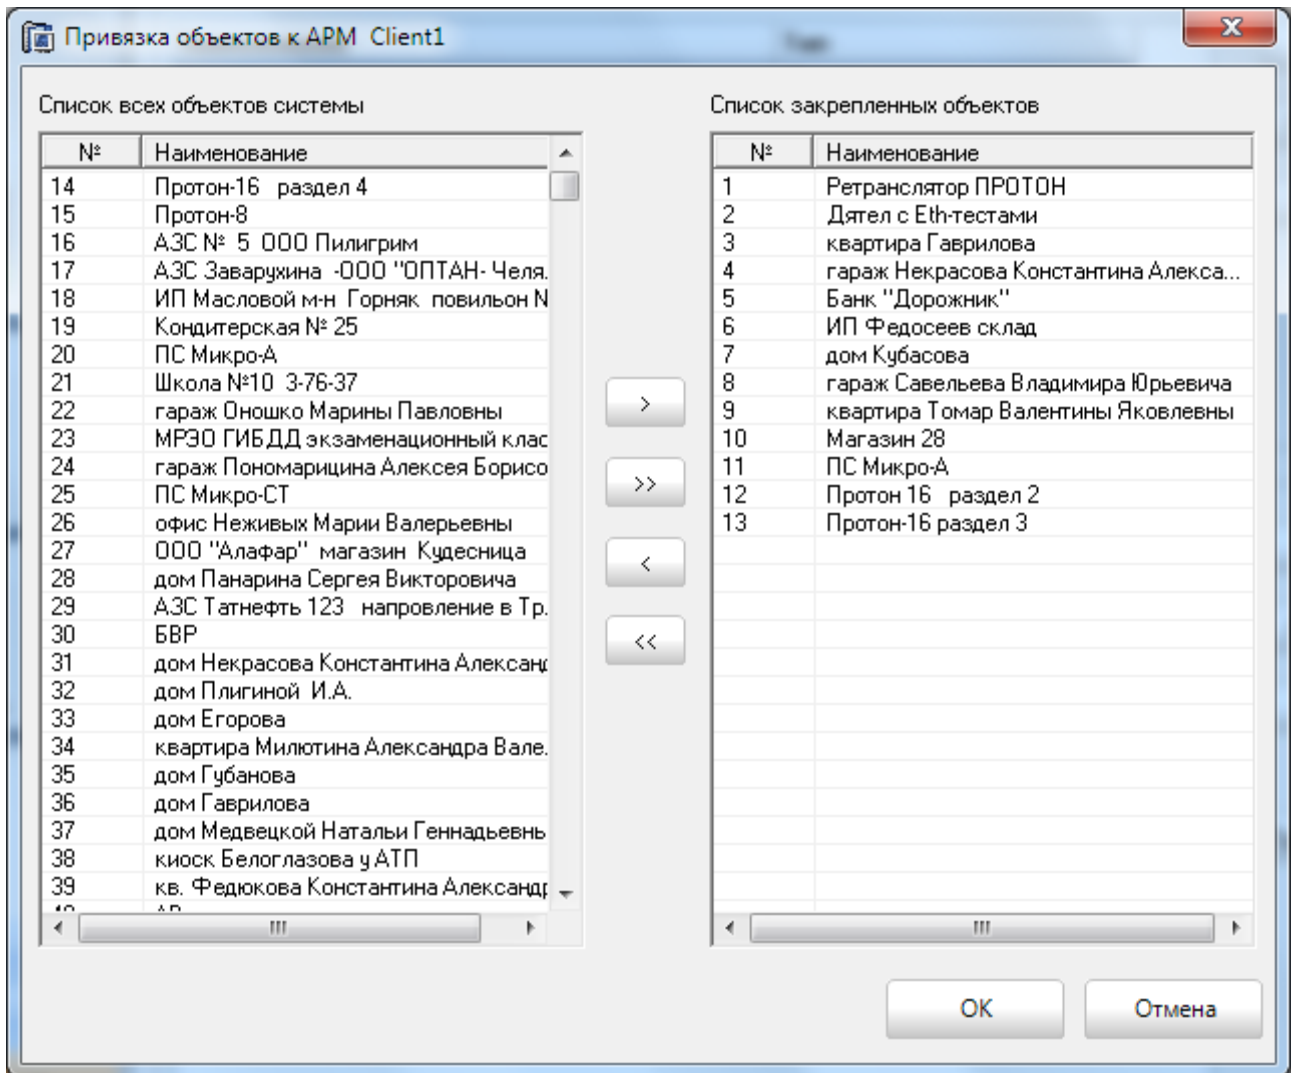 Привязка объектов к АРМ Client1
Список всех объектов системы
№ Наименование
14 Протон-16 раздел 4
15 Протон-8
16 АЗС № 5 ООО Пилигрим
17 АЗС Заварухина -ООО "ОПТАН- Челя.
18 ИП Масловой м-н Горняк повильон N
19 Кондитерская № 25
20 ПС Микро-А
21 Школа №10 3-76-37
22 гараж Оношко Марины Павловны
23 МРЭО ГИБДД экзаменационный клас
24 гараж Пономарицина Алексея Борисо
25 ПС Микро-СТ
26 офис Неживых Марии Валерьевны
27 ООО "Алафар" магазин Кудесница
28 дом Панарина Сергея Викторовича
29 АЗС Татнефть 123 напровление в Тр.
30 БВР
31 дом Некрасова Константина Александ
32 дом Плигиной И.А.
33 дом Егорова
34 квартира Милютина Александра Вале.
35 дом Губанова
36 дом Гаврилова
37 дом Медвецкой Натальи Геннадьевнь
38 киоск Белоглазова у АТП
39 кв. Федюкова Константина Александр
>
>>
<
<<
Список закрепленных объектов
№ Наименование
1 Ретранслятор ПРОТОН
2 Дятел с Eth-тестами
3 квартира Гаврилова
4 гараж Некрасова Константина Алекса...
5 Банк "Дорожник"
6 ИП Федосеев склад
7 дом Кубасова
8 гараж Савельева Владимира Юрьевича
9 квартира Томар Валентины Яковлевны
10 Магазин 28
11 ПС Микро-А
12 Протон 16 раздел 2
13 Протон-16 раздел 3
OK
Отмена